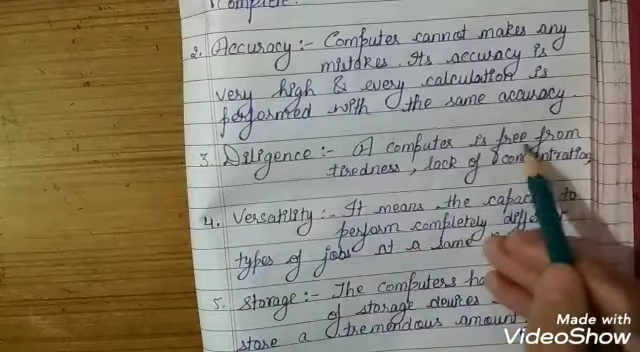 Complete.
2. Accuracy :- Computer cannot makes any
mistakes. Its accuracy is
very high & every calculation is
performed with the same accuracy.
3. Diligence :- A computer is free from
tiredness, lack of concentration,
4. Versatility :- It means the capacity to
perform completely different
types of jobs at a same
5. Storage :- The computers
of storage devices
store a tremendous amount
Made with
VideoShow